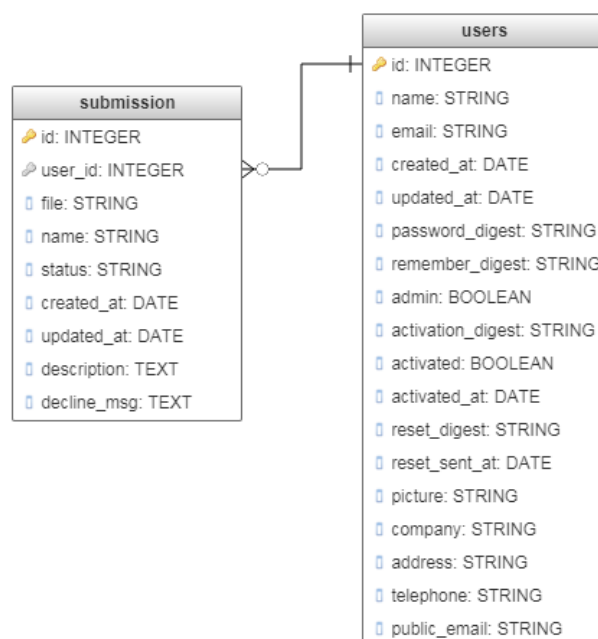 submission
id: INTEGER
user_id: INTEGER
file: STRING
name: STRING
status: STRING
created_at: DATE
updated_at: DATE
description: TEXT
decline_msg: TEXT
users
id: INTEGER
name: STRING
email: STRING
created_at: DATE
updated_at: DATE
password_digest: STRING
remember_digest: STRING
admin: BOOLEAN
activation_digest: STRING
activated: BOOLEAN
activated_at: DATE
reset_digest: STRING
reset_sent_at: DATE
picture: STRING
company: STRING
address: STRING
telephone: STRING
public_email: STRING